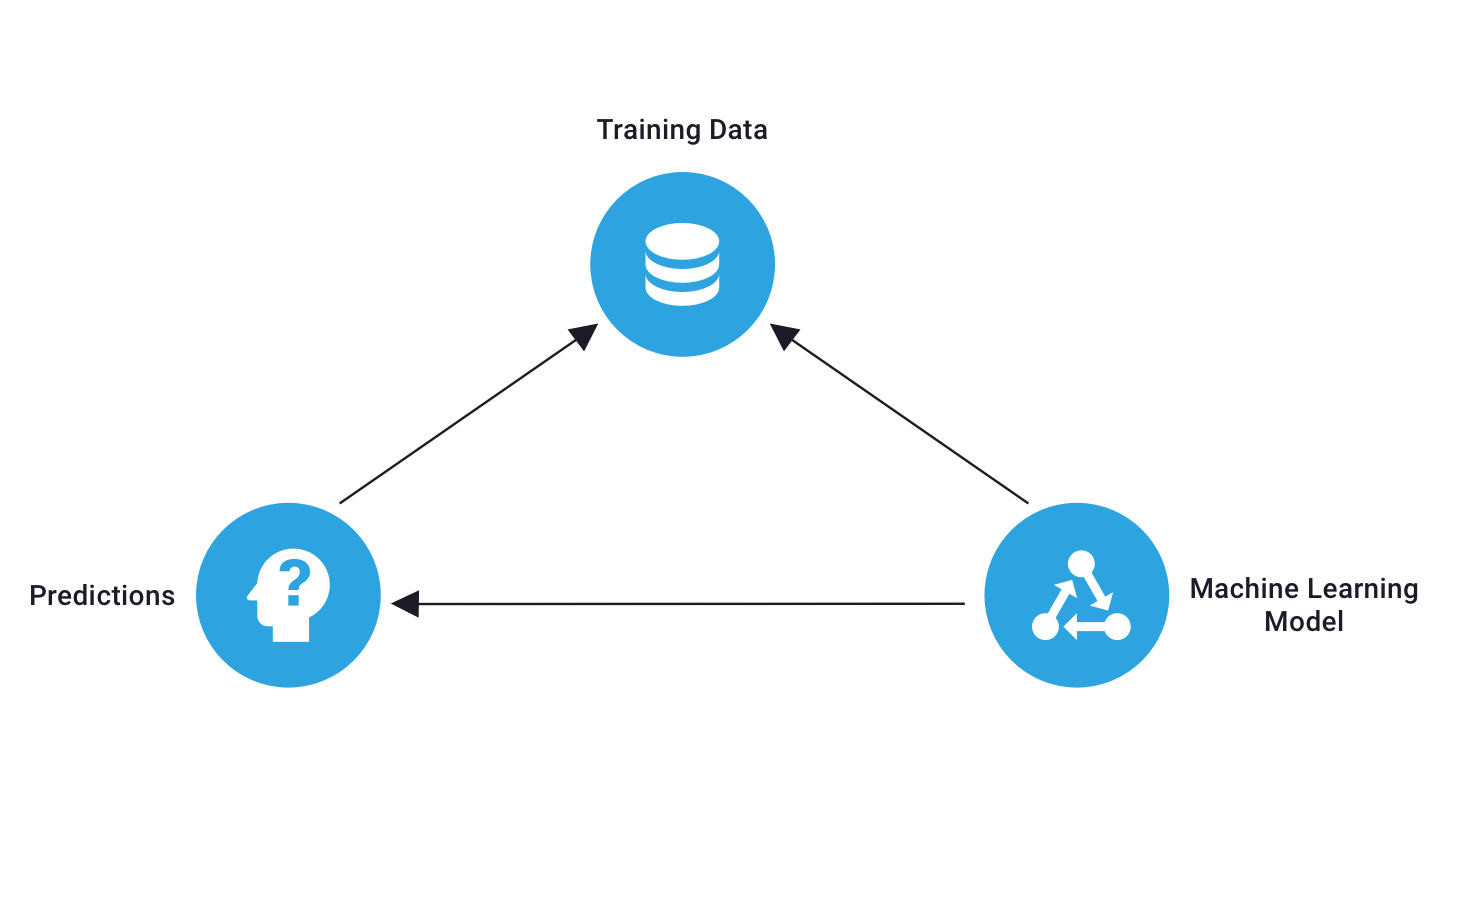 Training Data
Predictions
Machine Learning
Model
?